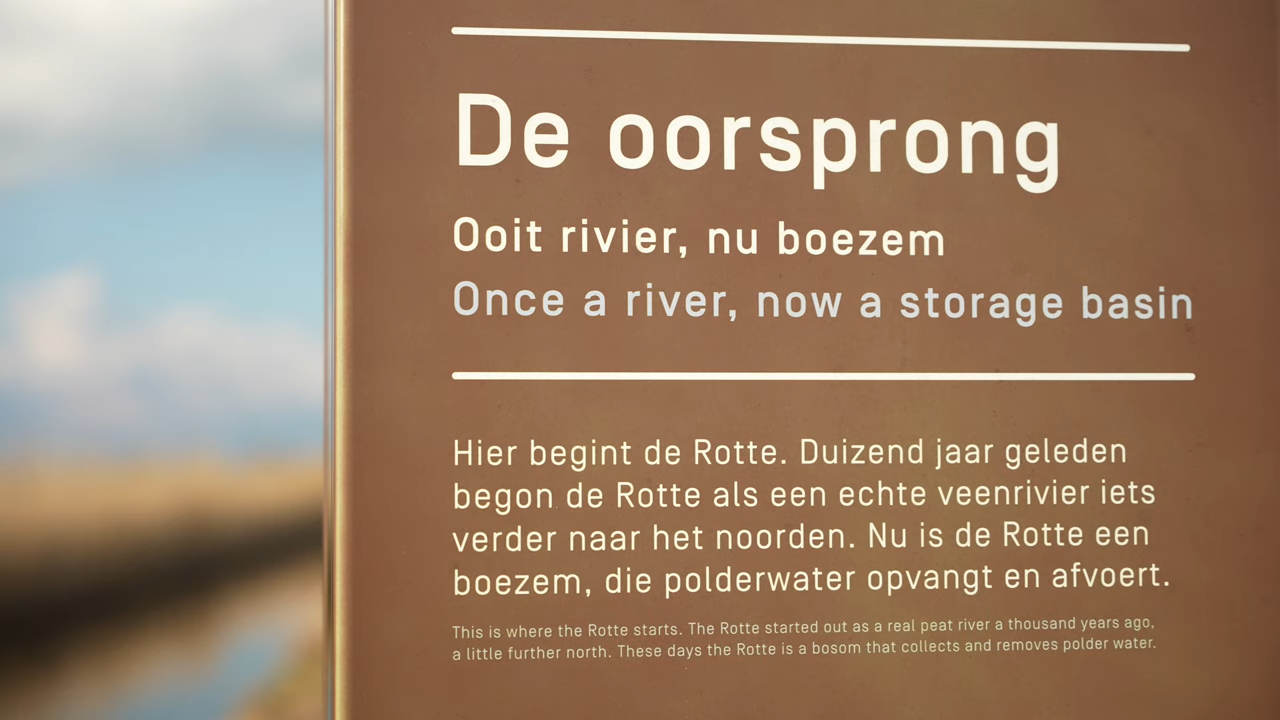 De oorsprong
Ooit rivier, nu boezem
Once a river, now a storage basin
Hier begint de Rotte. Duizend jaar geleden
begon de Rotte als een echte veenrivier iets
verder naar het noorden. Nu is de Rotte een
boezem, die polderwater opvangt en afvoert.
This is where the Rotte starts. The Rotte started out as a real peat river a thousand years ago,
a little further north. These days the Rotte is a bosom that collects and removes polder water.